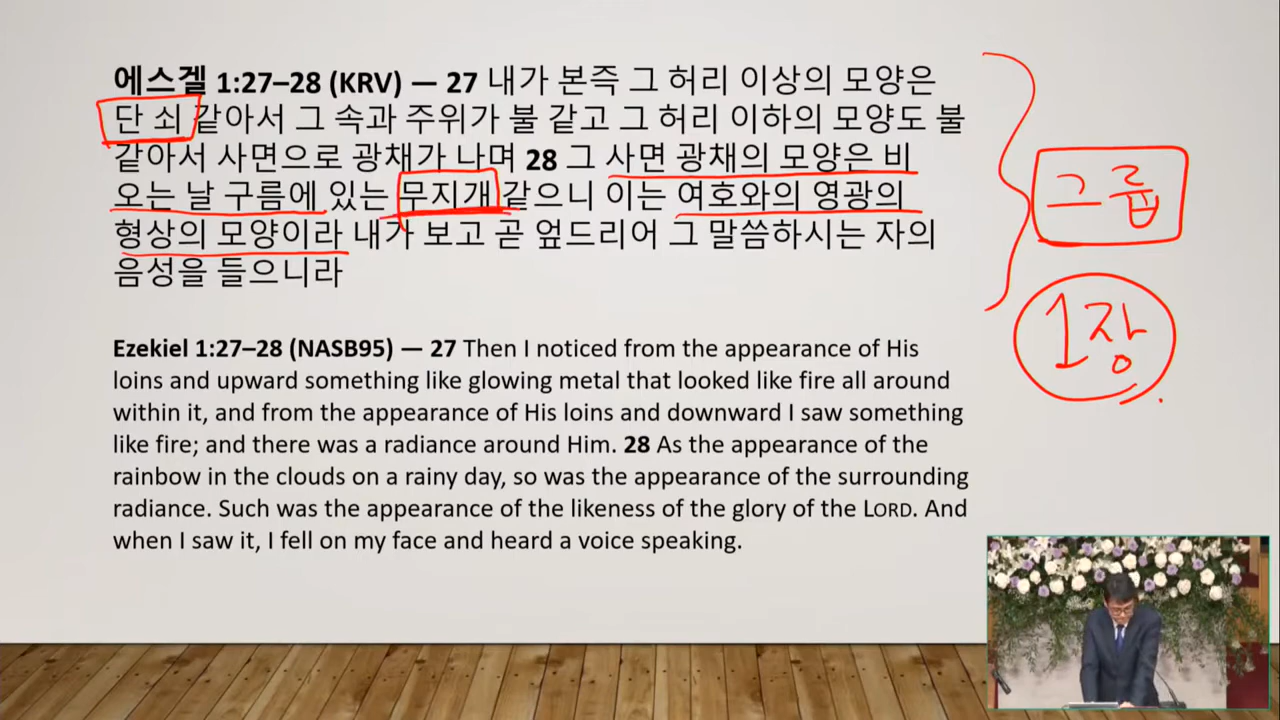 에스겔 1:27–28 (KRV) — 27 내가 본즉 그 허리 이상의 모양은
단 쇠 같아서 그 속과 주위가 불 같고 그 허리 이하의 모양도 불
같아서 사면으로 광채가 나며 28 그 사면 광채의 모양은 비
오는 날 구름에 있는 무지개 같으니 이는 여호와의 영광의
형상의 모양이라 내가 보고 곧 엎드리어 그 말씀하시는 자의
음성을 들으니라
그룹
1장
Ezekiel 1:27–28 (NASB95) — 27 Then I noticed from the appearance of His
loins and upward something like glowing metal that looked like fire all around
within it, and from the appearance of His loins and downward I saw something
like fire; and there was a radiance around Him. 28 As the appearance of the
rainbow in the clouds on a rainy day, so was the appearance of the surrounding
radiance. Such was the appearance of the likeness of the glory of the LORD. And
when I saw it, I fell on my face and heard a voice speaking.